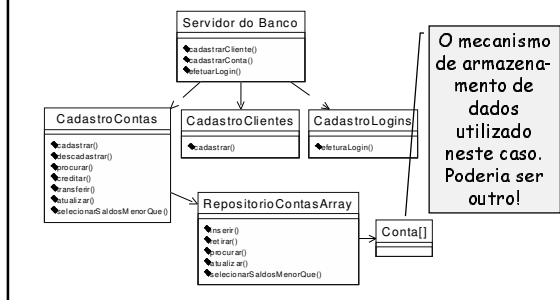 Servidor do Banco
cadastrarCliente()
cadastrarConta()
efetuarLogin()
CadastroContas
cadastrar()
descadastrar()
procurar()
creditar()
transferir()
atualizar()
selecionarSaldosMenorQue()
CadastroClientes
cadastrar()
CadastroLogins
efeturaLogin()
RepositorioContasArray
inserir()
retirar()
procurar()
atualizar()
selecionarSaldosMenorQue()
Conta[]
O mecanismo
de armazena-
mento de
dados
utilizado
neste caso.
Poderia ser
outro!